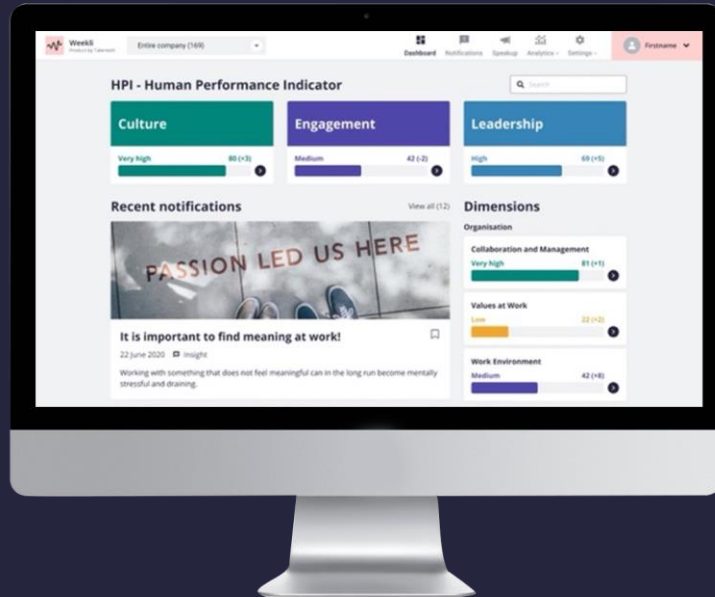 Weekli
Product by Talentech
Entire company (169)
Dashboard
Notifications
Speakup
Analytics
Settings
Firstname
HPI - Human Performance Indicator
Search
Culture
Very high 80 (+3)
Engagement
Medium 42 (-2)
Leadership
High 69 (+5)
Recent notifications
View all (12)
PASSION LED US HERE
It is important to find meaning at work!
22 June 2020 Insight
Working with something that does not feel meaningful can in the long run become mentally
stressful and draining.
Dimensions
Organisation
Collaboration and Management
Very high 81 (+1)
Values at Work
Low 22 (+2)
Work Environment
Medium 42 (+8)